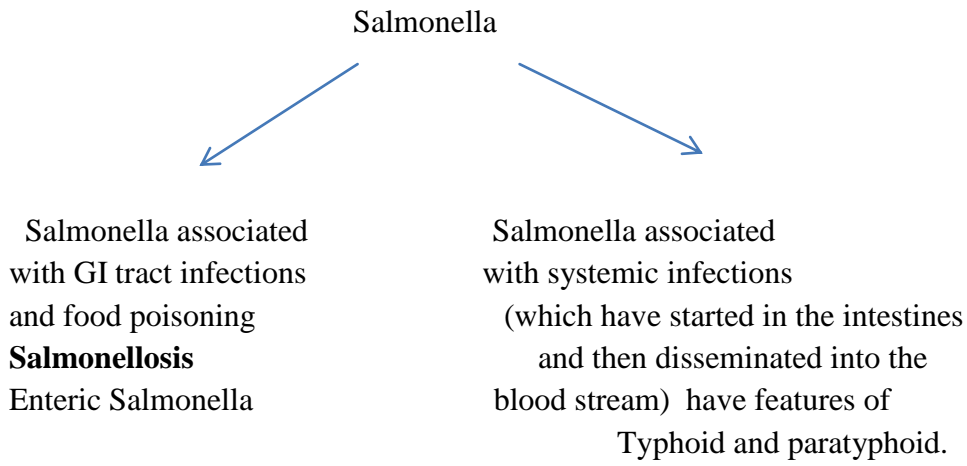 Salmonella
Salmonella associated
with GI tract infections
and food poisoning
Salmonellosis
Enteric Salmonella
Salmonella associated
with systemic infections
(which have started in the intestines
and then disseminated into the
blood stream) have features of
Typhoid and paratyphoid.